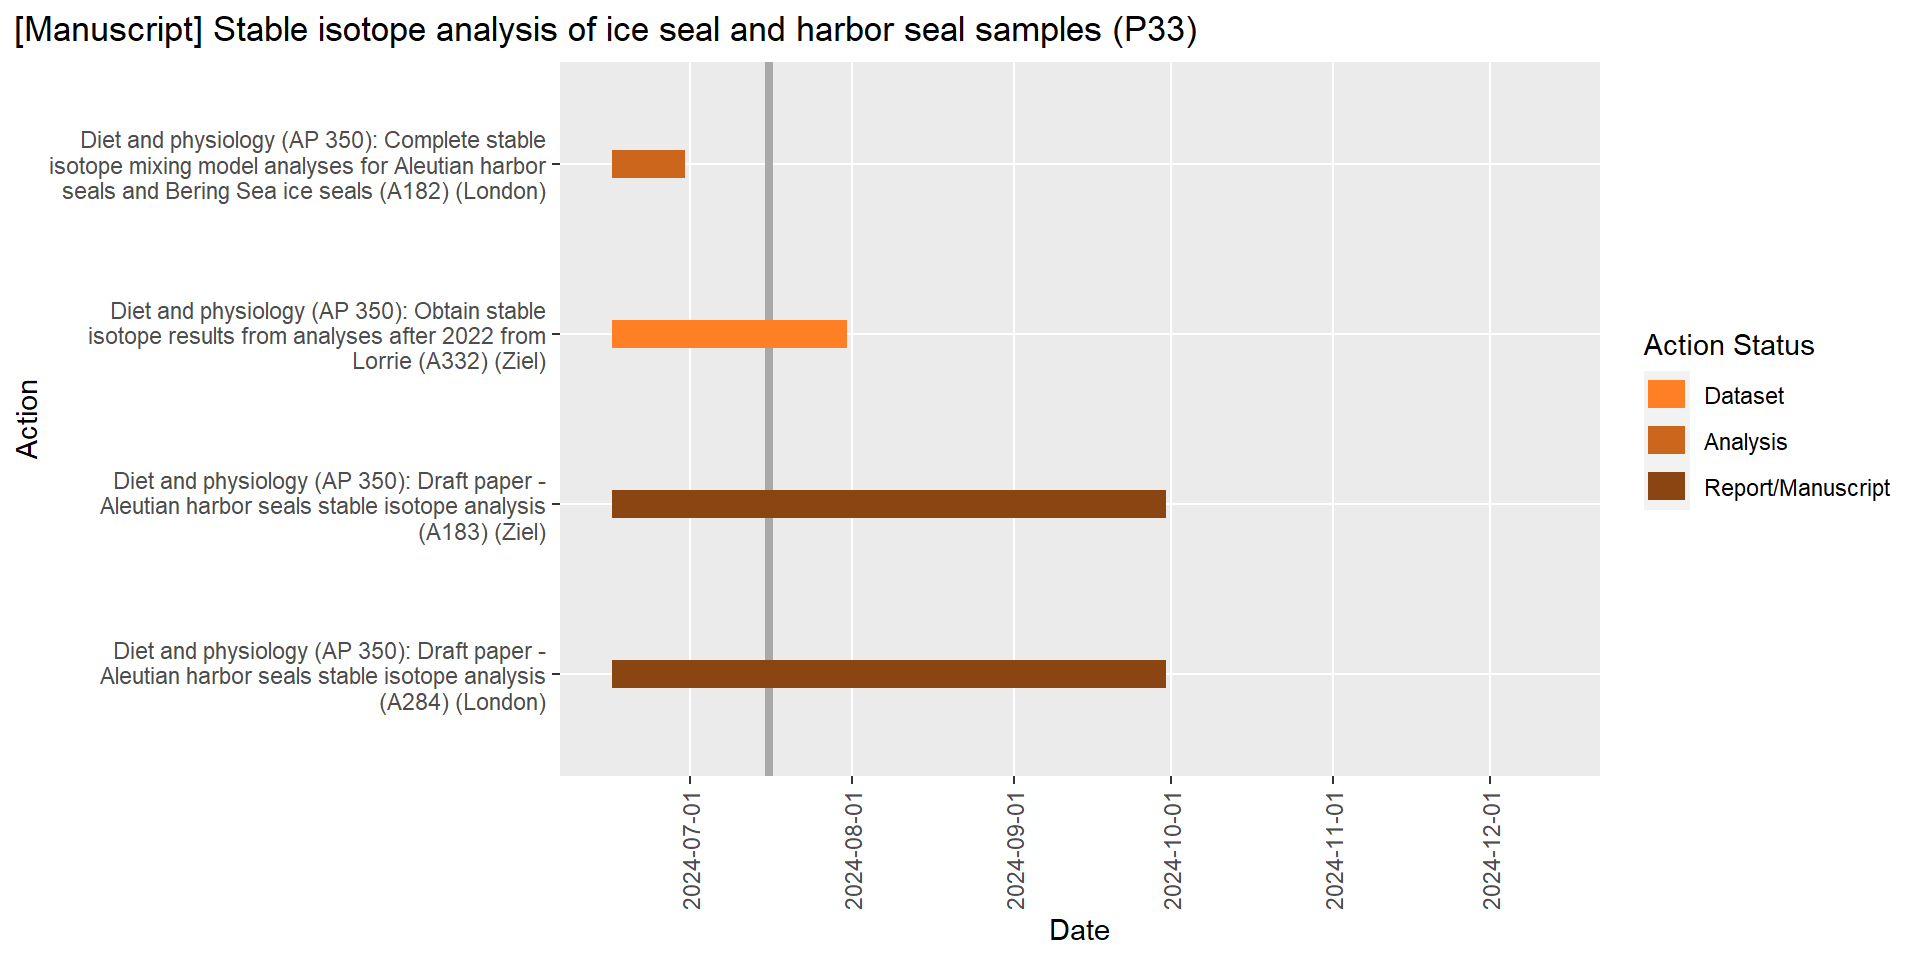 [Manuscript] Stable isotope analysis of ice seal and harbor seal samples (P33)
Action
Diet and physiology (AP 350): Complete stable
isotope mixing model analyses for Aleutian harbor
seals and Bering Sea ice seals (A182) (London)
Diet and physiology (AP 350): Obtain stable
isotope results from analyses after 2022 from
Lorrie (A332) (Ziel)
Diet and physiology (AP 350): Draft paper -
Aleutian harbor seals stable isotope analysis
(A183) (Ziel)
Diet and physiology (AP 350): Draft paper -
Aleutian harbor seals stable isotope analysis
(A284) (London)
2024-07-01
2024-08-01
2024-09-01
2024-10-01
2024-11-01
2024-12-01
Date
Action Status
Dataset
Analysis
Report/Manuscript